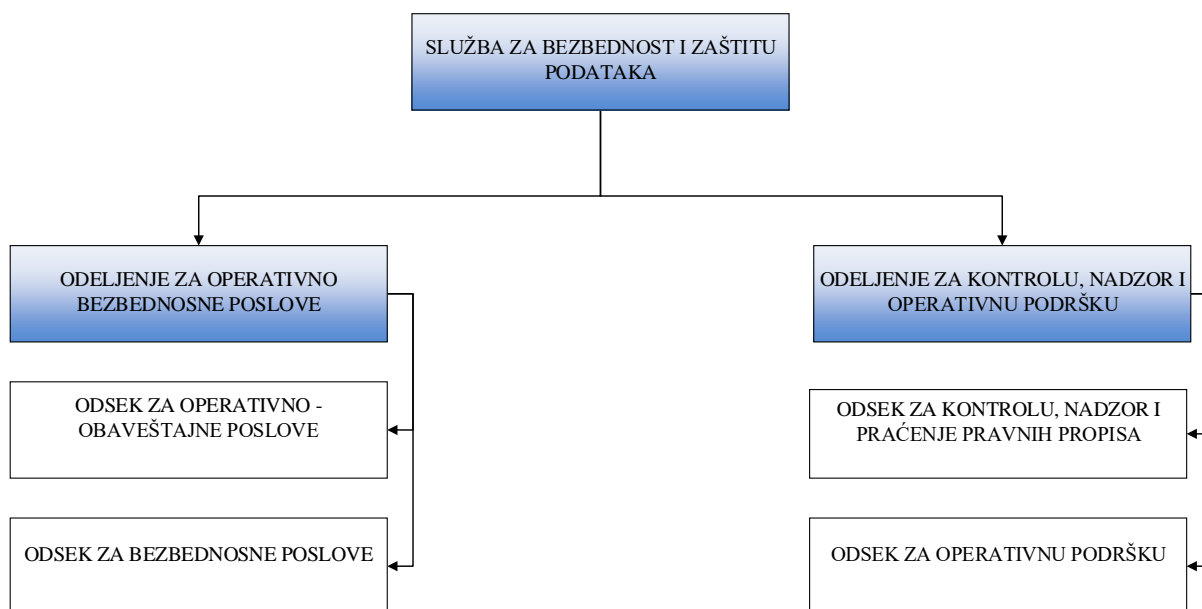 SLUŽBA ZA BEZBEDNOST I ZAŠTITU
PODATAKA
ODELJENJE ZA OPERATIVNO
BEZBEDNOSNE POSLOVE
ODSEK ZA OPERATIVNO -
OBAVEŠTAJNE POSLOVE
ODSEK ZA BEZBEDNOSNE POSLOVE
ODELJENJE ZA KONTROLU, NADZOR I
OPERATIVNU PODRŠKU
ODSEK ZA KONTROLU, NADZOR I
PRAĆENJE PRAVNIH PROPISA
ODSEK ZA OPERATIVNU PODRŠKU